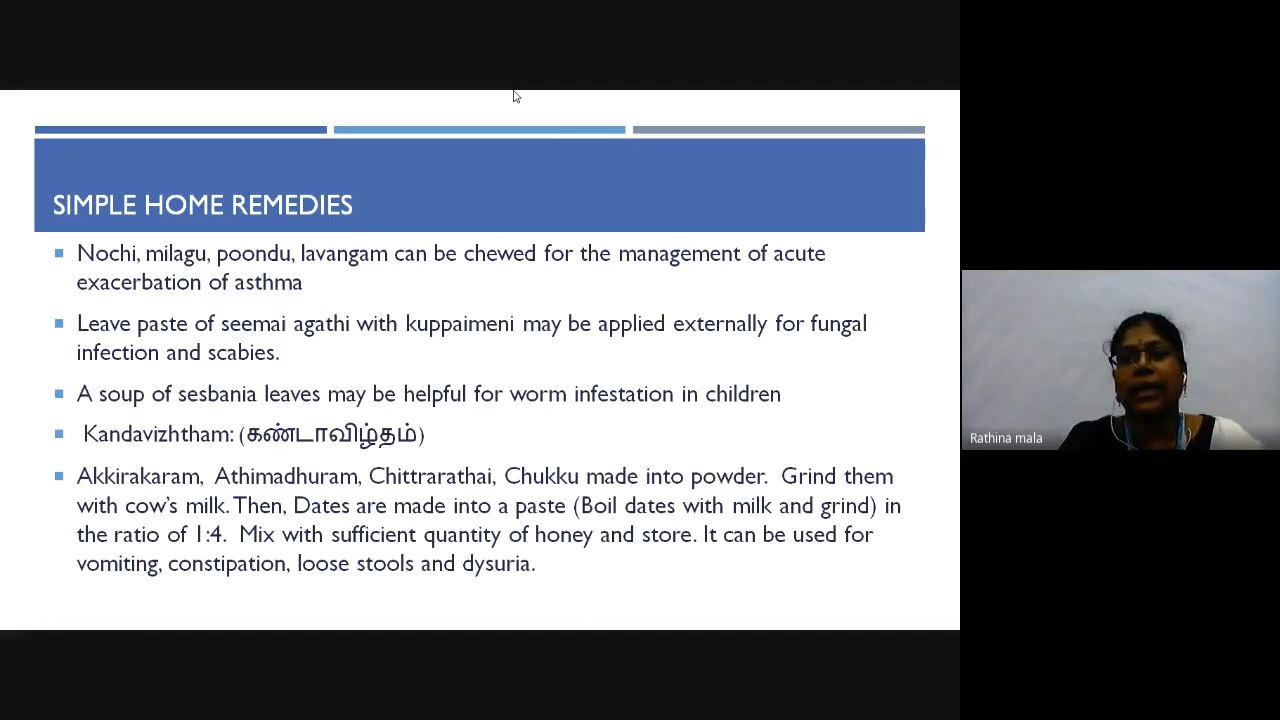 SIMPLE HOME REMEDIES
Nochi, milagu, poondu, lavangam can be chewed for the management of acute
exacerbation of asthma
Leave paste of seemai agathi with kuppaimeni may be applied externally for fungal
infection and scabies.
A soup of sesbania leaves may be helpful for worm infestation in children
Kandavizhtham: (கண்டாவிழ்தம்)
Akkirakaram, Athimadhuram, Chittrarathai, Chukku made into powder. Grind them
with cow's milk. Then, Dates are made into a paste (Boil dates with milk and grind) in
the ratio of 1:4. Mix with sufficient quantity of honey and store. It can be used for
vomiting, constipation, loose stools and dysuria.
Rathina mala